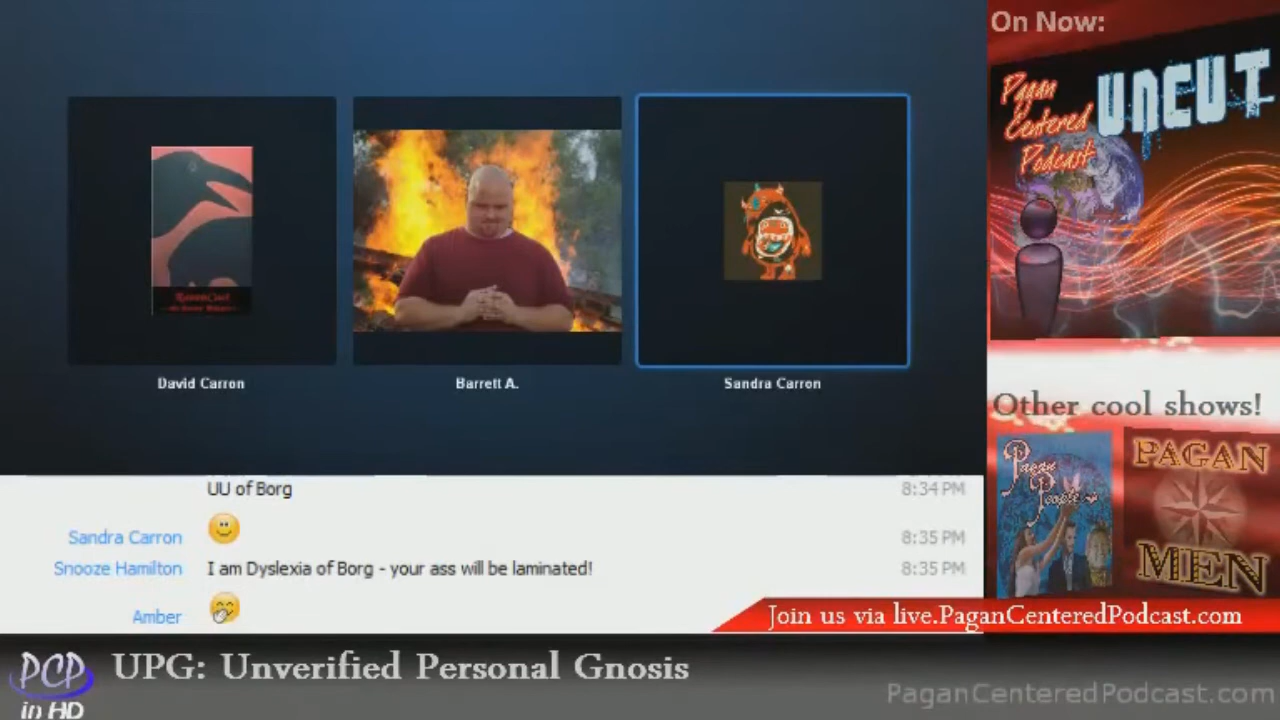 On Now:
Pagan
Centered
Podcast
UNCUT
David Carron
Barrett A.
Sandra Carron
Other cool shows!
Pagan
People
PAGAN
MEN
UU of Borg 8:34 PM
Sandra Carron 8:35 PM
Snooze Hamilton I am Dyslexia of Borg - your ass will be laminated! 8:35 PM
Amber
Join us via live.PaganCenteredPodcast.com
PCP
in HD
UPG: Unverified Personal Gnosis
PaganCenteredPodcast.com